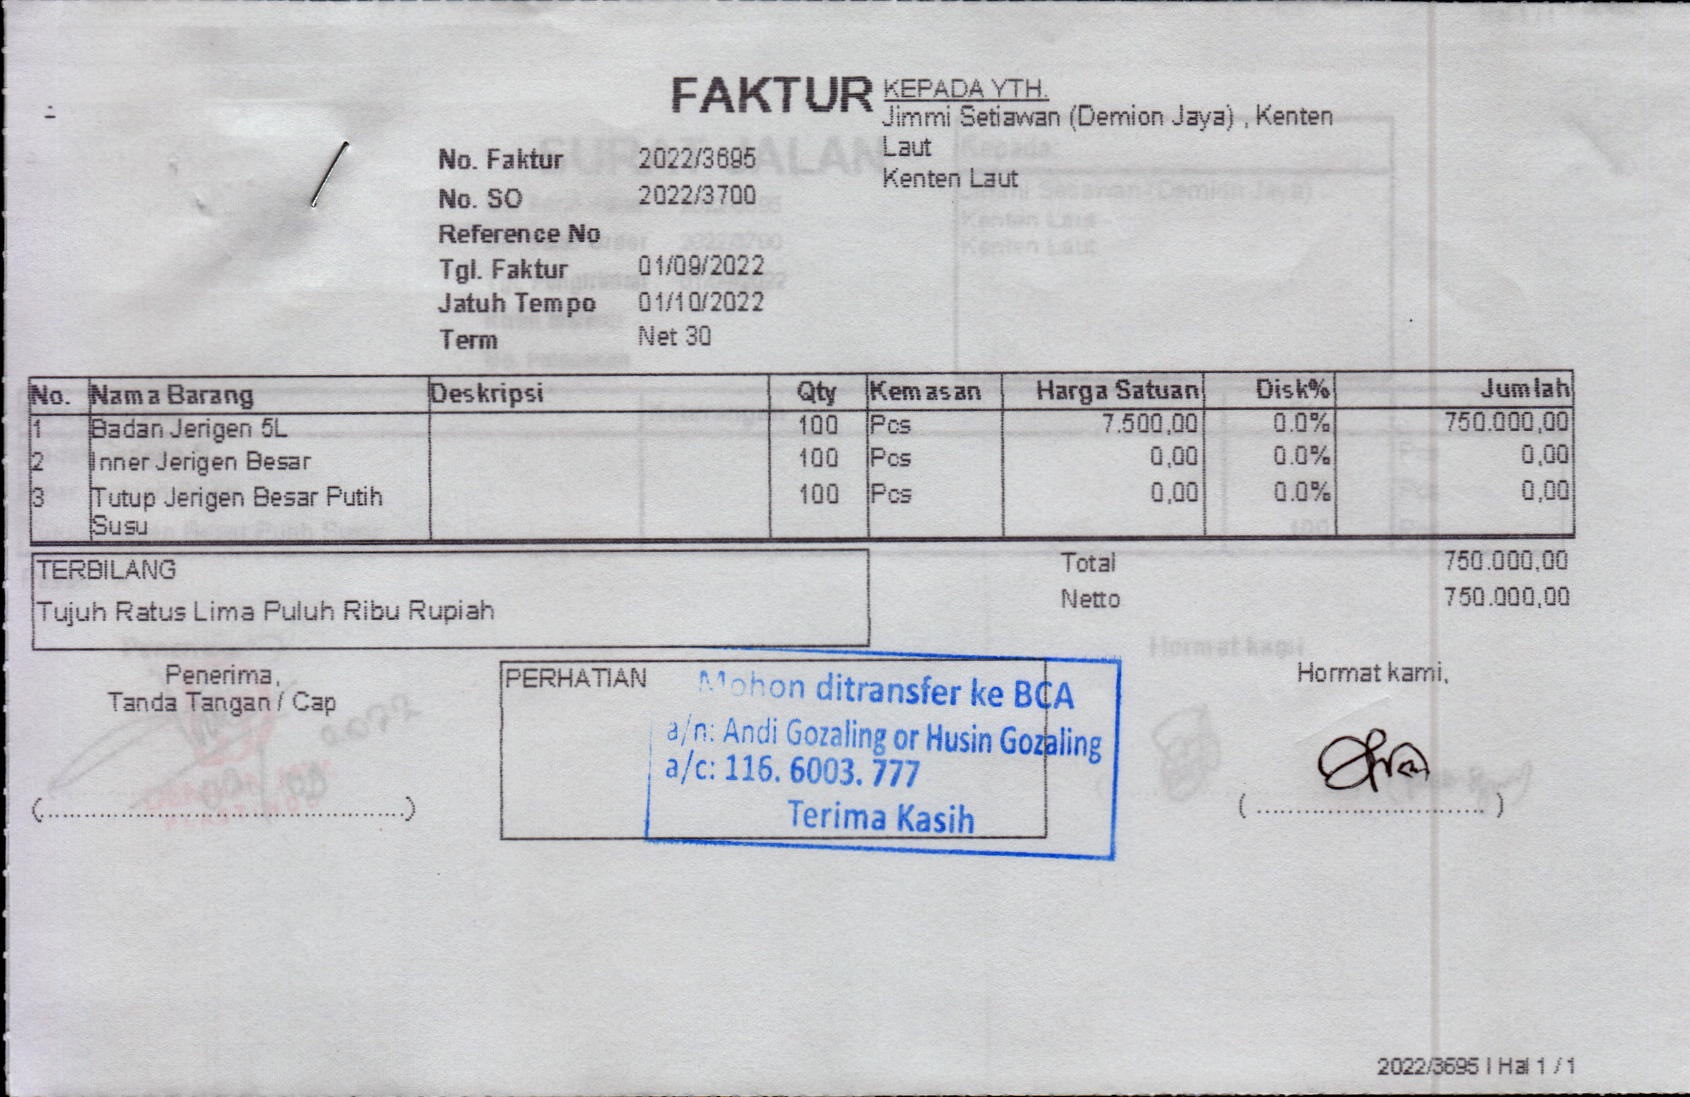 FAKTUR
KEPADA YTH.
Jimmi Setiawan (Demion Jaya) , Kenten
Laut
Kenten Laut
No. Faktur 2022/3695
No. SO 2022/3700
Reference No
Tgl. Faktur 01/09/2022
Jatuh Tempo 01/10/2022
Term Net 30
No. Nama Barang Deskripsi Qty Kemasan Harga Satuan Disk% Jumlah
1 Badan Jerigen 5L 100 Pcs 7.500,00 0.0% 750.000,00
2 Inner Jerigen Besar 100 Pcs 0,00 0.0% 0,00
3 Tutup Jerigen Besar Putih 100 Pcs 0,00 0.0% 0,00
Susu
TERBILANG
Tujuh Ratus Lima Puluh Ribu Rupiah
Total 750.000,00
Netto 750.000,00
Penerima,
Tanda Tangan / Cap
(........................................)
PERHATIAN
Mohon ditransfer ke BCA
a/n: Andi Gozaling or Husin Gozaling
a/c: 116. 6003. 777
Terima Kasih
Hormat kami,
(............................)
2022/3695 | Hal 1 / 1